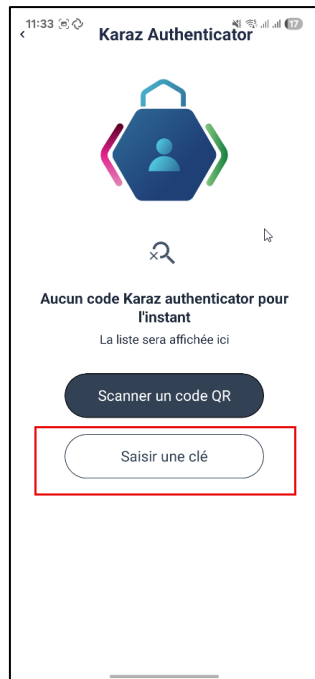 11:33 17
Karaz Authenticator
Aucun code Karaz authenticator pour
l'instant
La liste sera affichée ici
Scanner un code QR
Saisir une clé